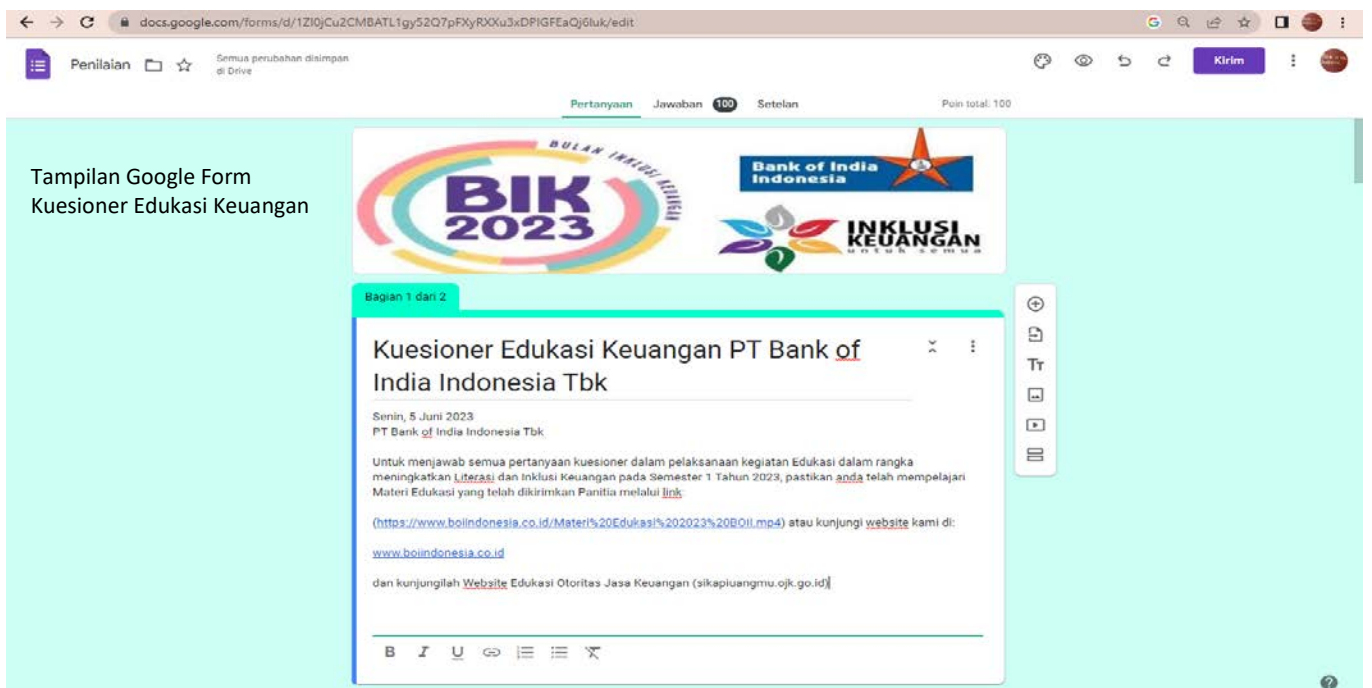 docs.google.com/forms/d/1ZI0jCu2CMBATL1gy52Q7pFXyRXXu3xDPIGFEaQj6luk/edit
Penilaian
Semua perubahan disimpan
di Drive
Kirim
Pertanyaan Jawaban 100 Setelan Poin total: 100
Tampilan Google Form
Kuesioner Edukasi Keuangan
BULAN INKLUSI KEUANGAN
BIK
2023
Bank of India
Indonesia
INKLUSI
KEUANGAN
untuk semua
Bagian 1 dari 2
Kuesioner Edukasi Keuangan PT Bank of
India Indonesia Tbk
Senin, 5 Juni 2023
PT Bank of India Indonesia Tbk
Untuk menjawab semua pertanyaan kuesioner dalam pelaksanaan kegiatan Edukasi dalam rangka
meningkatkan Literasi dan Inklusi Keuangan pada Semester 1 Tahun 2023, pastikan anda telah mempelajari
Materi Edukasi yang telah dikirimkan Panitia melalui link:
(https://www.boiindonesia.co.id/Materi%20Edukasi%202023%20BOII.mp4) atau kunjungi website kami di:
www.boiindonesia.co.id
dan kunjungilah Website Edukasi Otoritas Jasa Keuangan (sikapiuangmu.ojk.go.id)